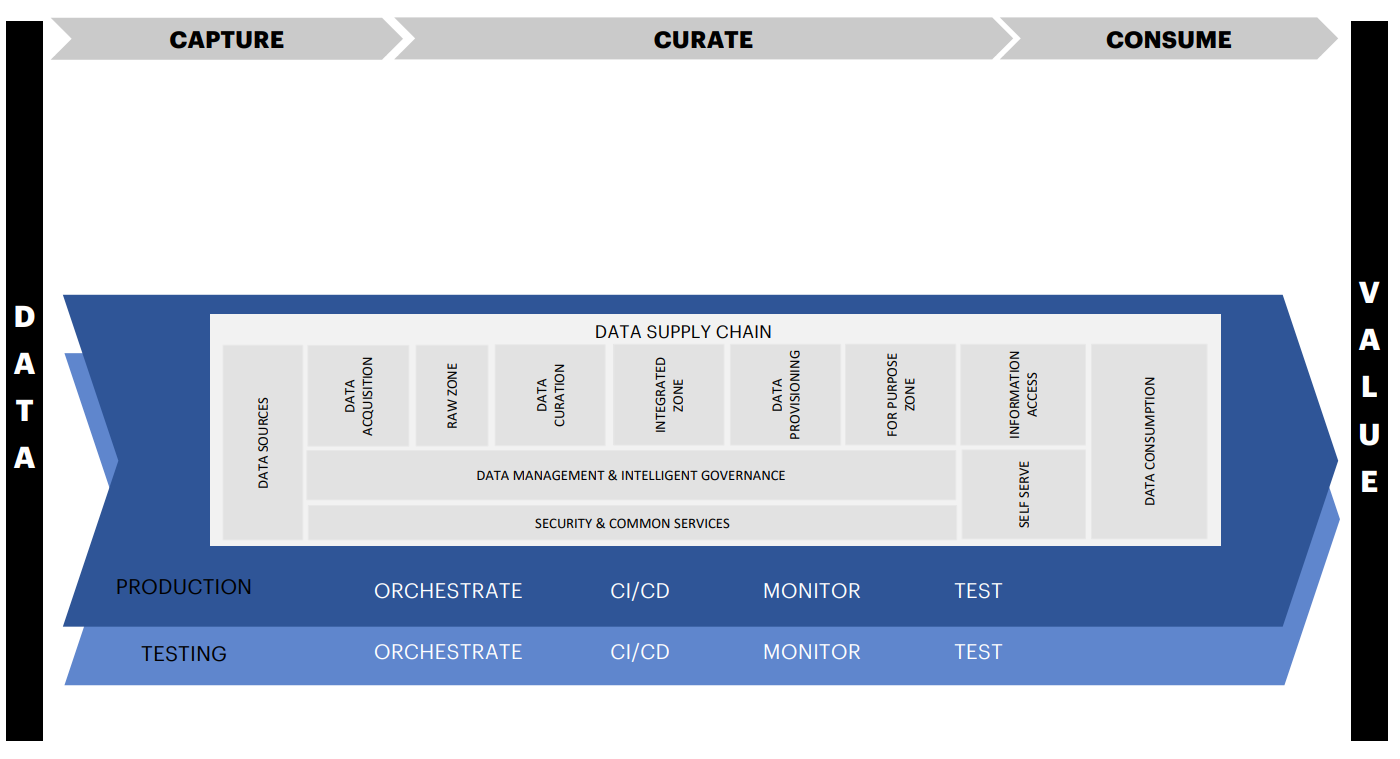 CAPTURE
CURATE
CONSUME
DATA
VALUE
DATA SUPPLY CHAIN
DATA SOURCES
DATA
ACQUISITION
RAW ZONE
DATA
CURATION
INTEGRATED
ZONE
DATA
PROVISIONING
FOR PURPOSE
ZONE
INFORMATION
ACCESS
DATA CONSUMPTION
DATA MANAGEMENT & INTELLIGENT GOVERNANCE
SELF SERVE
SECURITY & COMMON SERVICES
PRODUCTION
ORCHESTRATE
CI/CD
MONITOR
TEST
TESTING
ORCHESTRATE
CI/CD
MONITOR
TEST